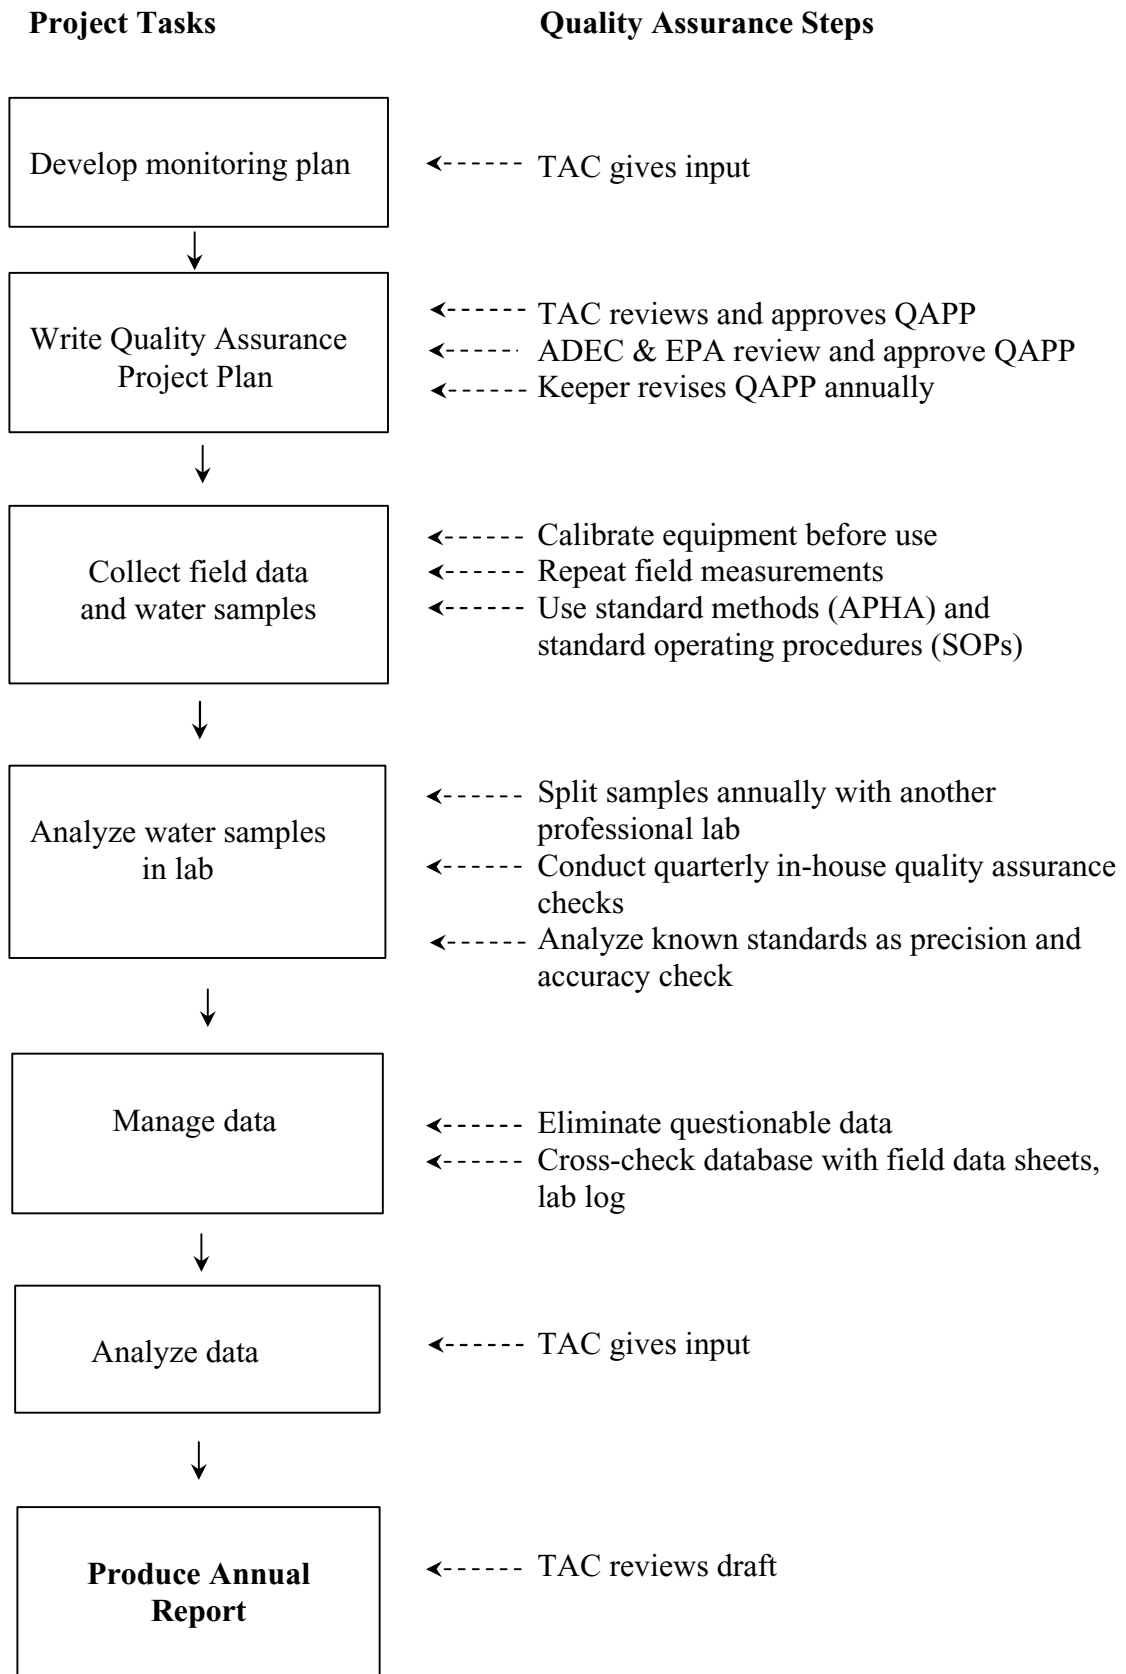 Project Tasks
Quality Assurance Steps
Develop monitoring plan
TAC gives input
Write Quality Assurance
Project Plan
TAC reviews and approves QAPP
ADEC & EPA review and approve QAPP
Keeper revises QAPP annually
Collect field data
and water samples
Calibrate equipment before use
Repeat field measurements
Use standard methods (APHA) and
standard operating procedures (SOPs)
Analyze water samples
in lab
Split samples annually with another
professional lab
Conduct quarterly in-house quality assurance
checks
Analyze known standards as precision and
accuracy check
Manage data
Eliminate questionable data
Cross-check database with field data sheets,
lab log
Analyze data
TAC gives input
Produce Annual
Report
TAC reviews draft